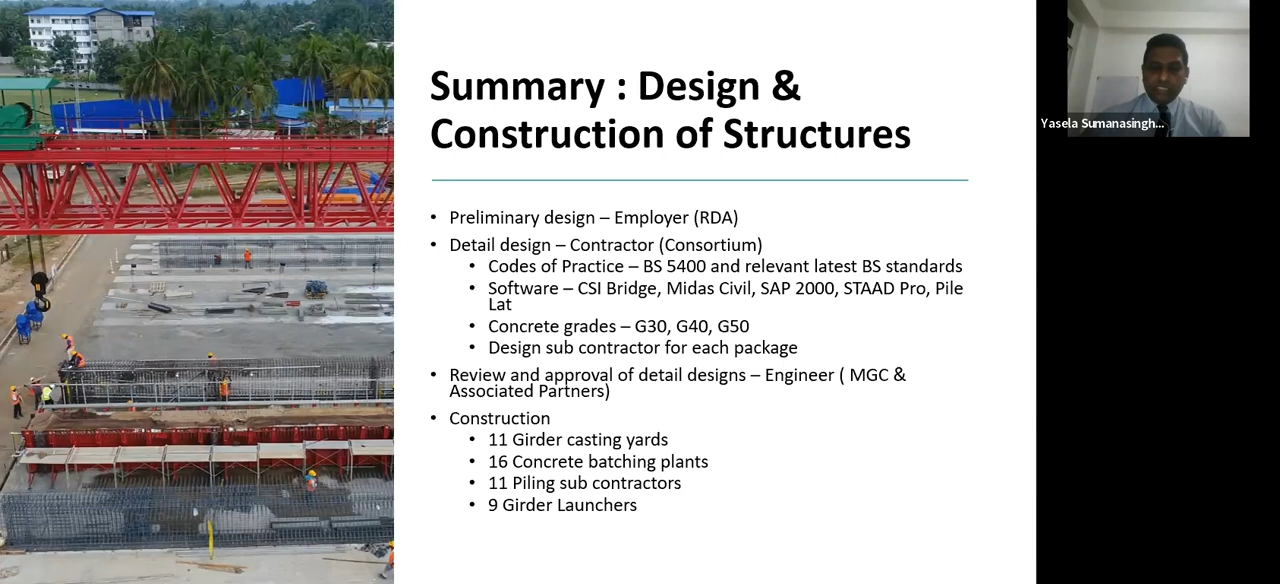 Summary : Design &
Construction of Structures
• Preliminary design – Employer (RDA)
• Detail design – Contractor (Consortium)
• Codes of Practice – BS 5400 and relevant latest BS standards
• Software – CSI Bridge, Midas Civil, SAP 2000, STAAD Pro, Pile
Lat
• Concrete grades – G30, G40, G50
• Design sub contractor for each package
• Review and approval of detail designs – Engineer ( MGC &
Associated Partners)
• Construction
• 11 Girder casting yards
• 16 Concrete batching plants
• 11 Piling sub contractors
• 9 Girder Launchers
Yasela Sumanasingh...